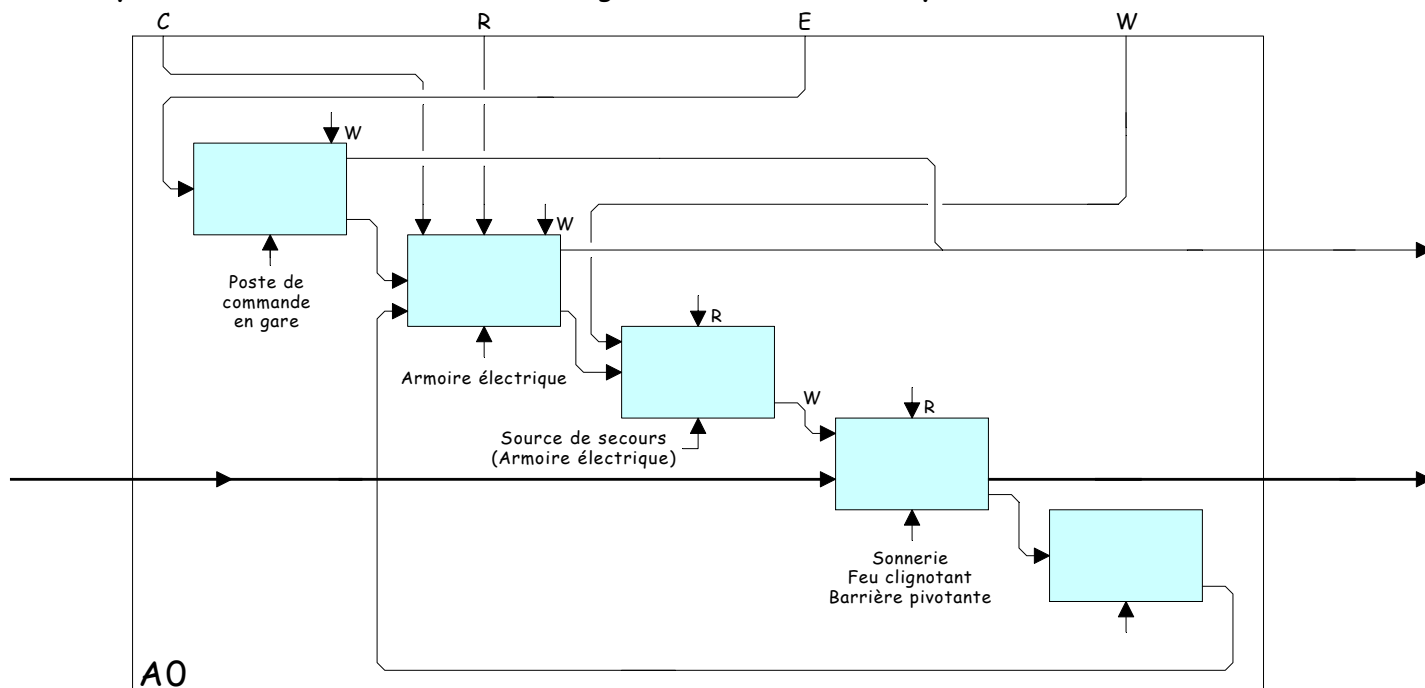 C R E W
W
W
Poste de
commande
en gare
R
Armoire électrique
W
R
Source de secours
(Armoire électrique)
Sonnerie
Feu clignotant
Barrière pivotante
A0